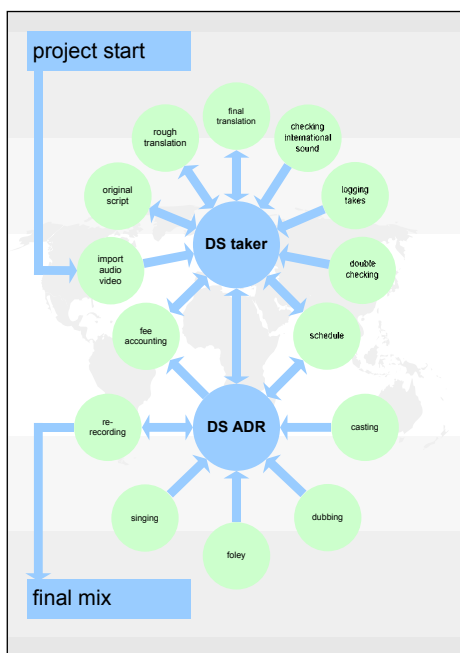 project start
final
translation
rough
translation
checking
international
sound
original
script
logging
takes
DS taker
import
audio
video
double
checking
fee
accounting
schedule
re-
recording
DS ADR
casting
singing
dubbing
foley
final mix